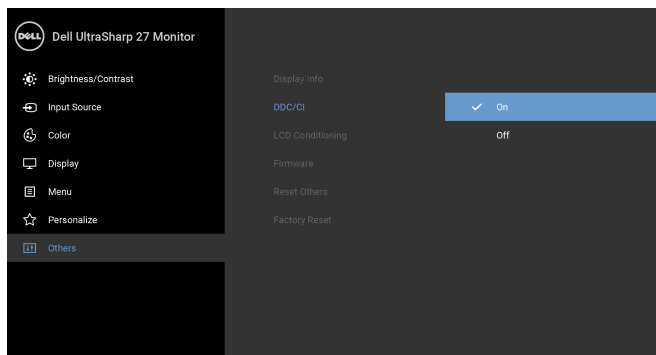 DELL
Dell UltraSharp 27 Monitor
Brightness/Contrast
Input Source
Color
Display
Menu
Personalize
Others
Display Info
DDC/CI
LCD Conditioning
Firmware
Reset Others
Factory Reset
On
Off